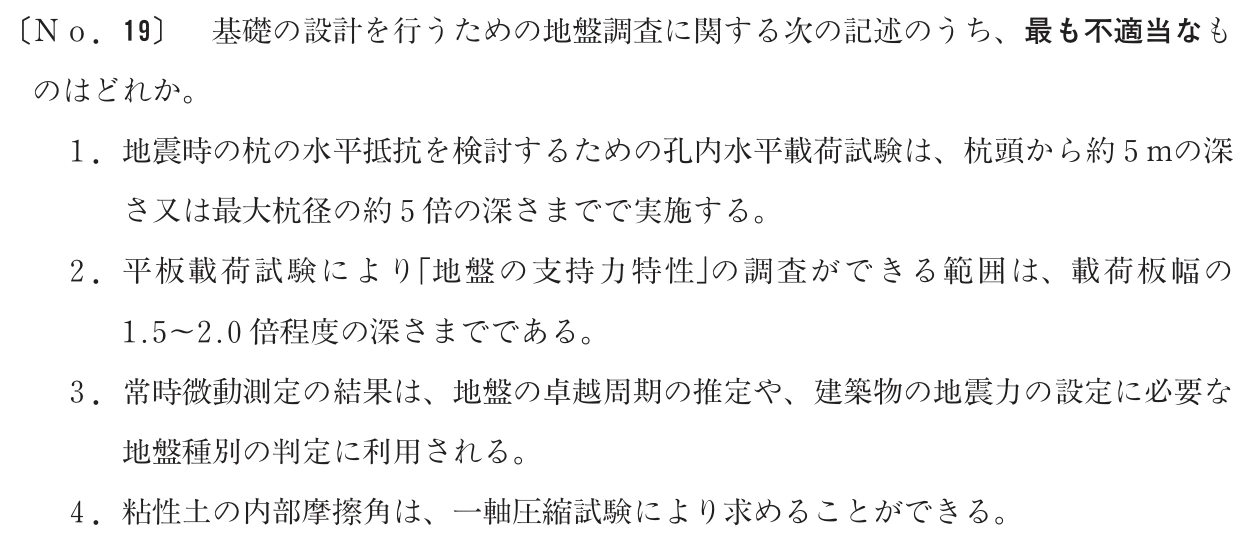 〔No. 19〕 基礎の設計を行うための地盤調査に関する次の記述のうち、最も不適当なも
のはどれか。
1. 地震時の杭の水平抵抗を検討するための孔内水平載荷試験は、杭頭から約5mの深
さ又は最大杭径の約5倍の深さまでで実施する。
2. 平板載荷試験により「地盤の支持力特性」の調査ができる範囲は、載荷板幅の
1.5〜2.0倍程度の深さまでである。
3. 常時微動測定の結果は、地盤の卓越周期の推定や、建築物の地震力の設定に必要な
地盤種別の判定に利用される。
4. 粘性土の内部摩擦角は、一軸圧縮試験により求めることができる。